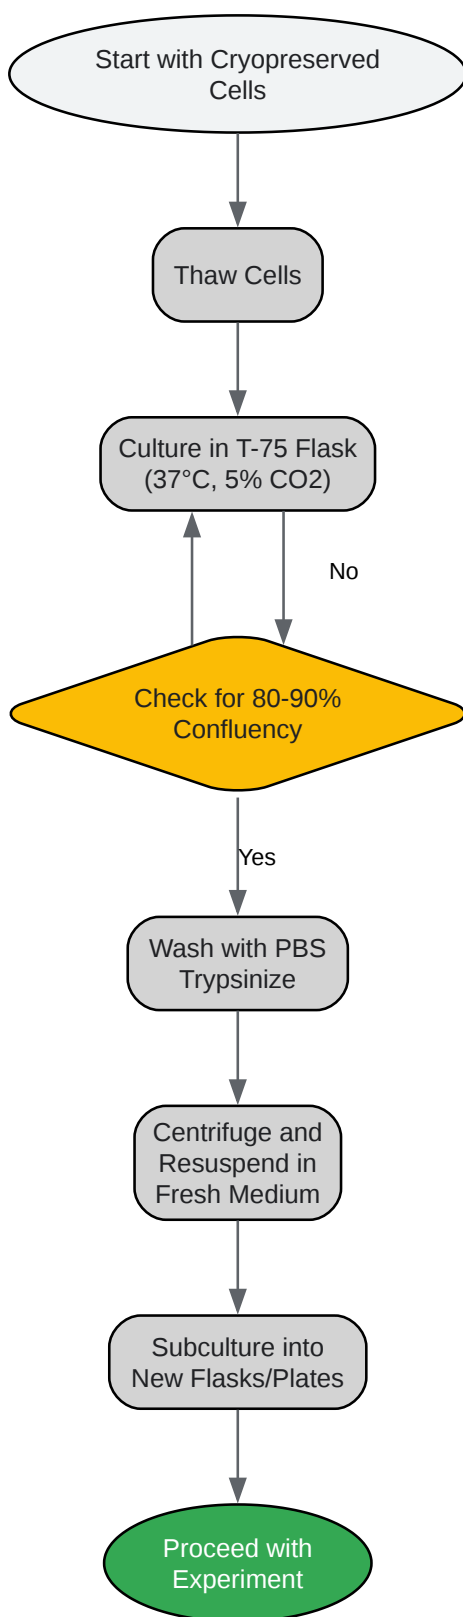 Start with Cryopreserved
Cells
Thaw Cells
Culture in T-75 Flask
(37°C, 5% CO2)
No
Check for 80-90%
Confluency
Yes
Wash with PBS
Trypsinize
Centrifuge and
Resuspend in
Fresh Medium
Subculture into
New Flasks/Plates
Proceed with
Experiment